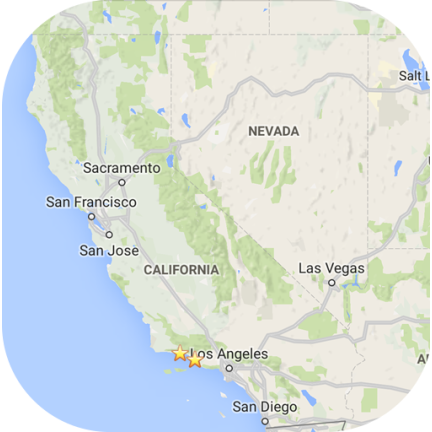 Salt L
NEVADA
Sacramento
San Francisco
San Jose
CALIFORNIA
Las Vegas
Los Angeles
A
San Diego